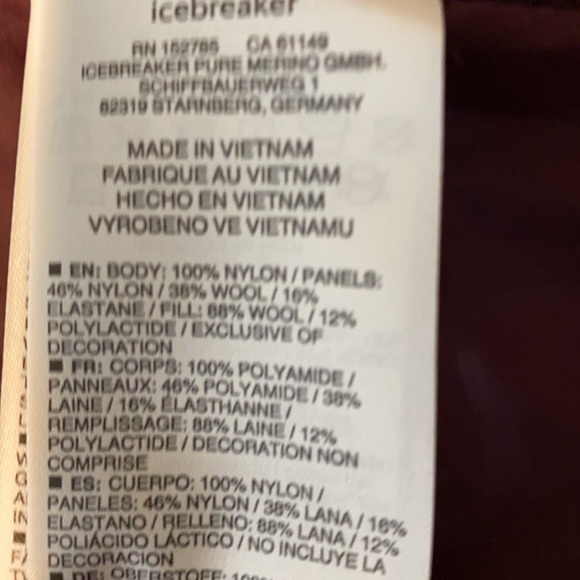 icebreaker
RN 152785 CA 61149
ICEBREAKER PURE MERINO GMBH.
SCHIFFBAUERWEG 1
82319 STARNBERG, GERMANY
MADE IN VIETNAM
FABRIQUE AU VIETNAM
HECHO EN VIETNAM
VYROBENO VE VIETNAMU
■ EN: BODY: 100% NYLON / PANELS:
46% NYLON / 38% WOOL / 16%
ELASTANE / FILL: 88% WOOL / 12%
POLYLACTIDE / EXCLUSIVE OF
DECORATION
■ FR: CORPS: 100% POLYAMIDE /
PANNEAUX: 46% POLYAMIDE / 38%
LAINE / 16% ÉLASTHANNE /
REMPLISSAGE: 88% LAINE / 12%
POLYLACTIDE / DECORATION NON
COMPRISE
■ ES: CUERPO: 100% NYLON /
PANELES: 46% NYLON / 38% LANA / 16%
ELASTANO / RELLENO: 88% LANA / 12%
POLIÁCIDO LÁCTICO / NO INCLUYE LA
DECORACION
■ DE: OBERSTOFF: 100%